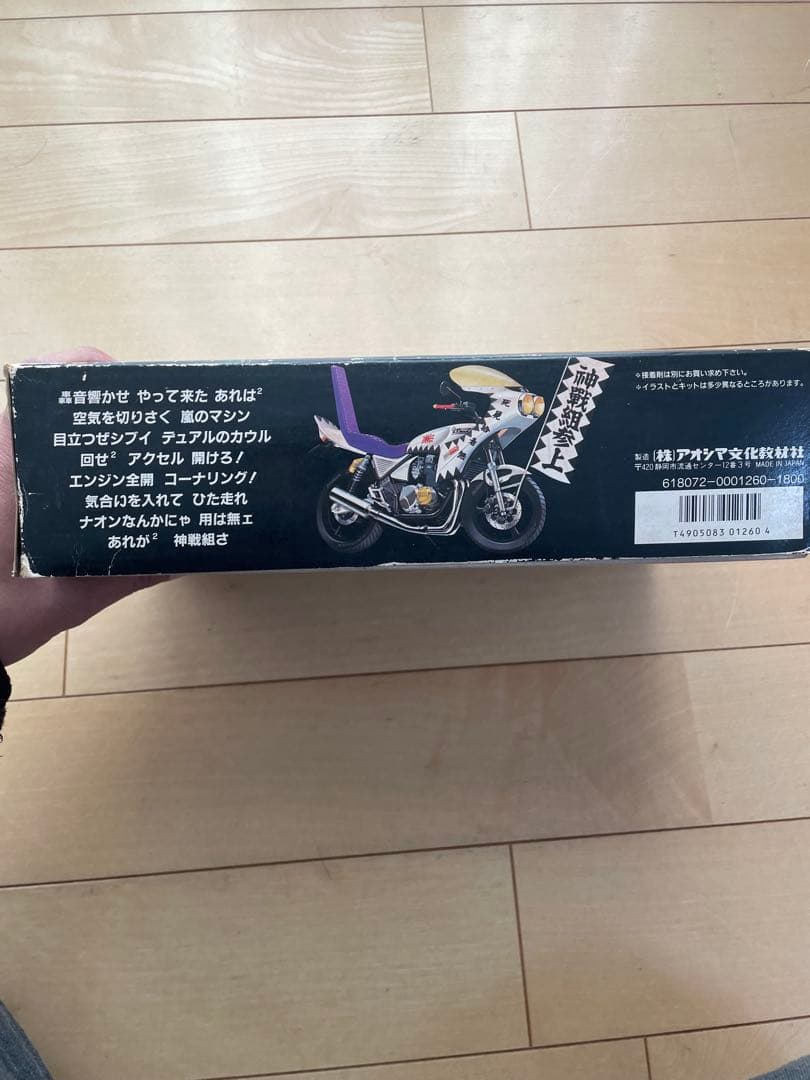 轟音響かせ やって来た あれは²
空気を切りさく 嵐のマシン
目立つぜシブイ デュアルのカウル
回せ² アクセル 開けろ!
エンジン全開 コーナリング!
気合いを入れて ひた走れ
ナオンなんかにゃ 用は無ェ
あれが² 神戦組さ
神戰組参上
＊接着剤は別にお買い求め下さい。
＊イラストとキットは多少異なるところがあります。
製造 (株)アオシマ文化教材社
〒420 静岡市流通センター12番3号 MADE IN JAPAN
618072-0001260-1800
T4905083 01260 4